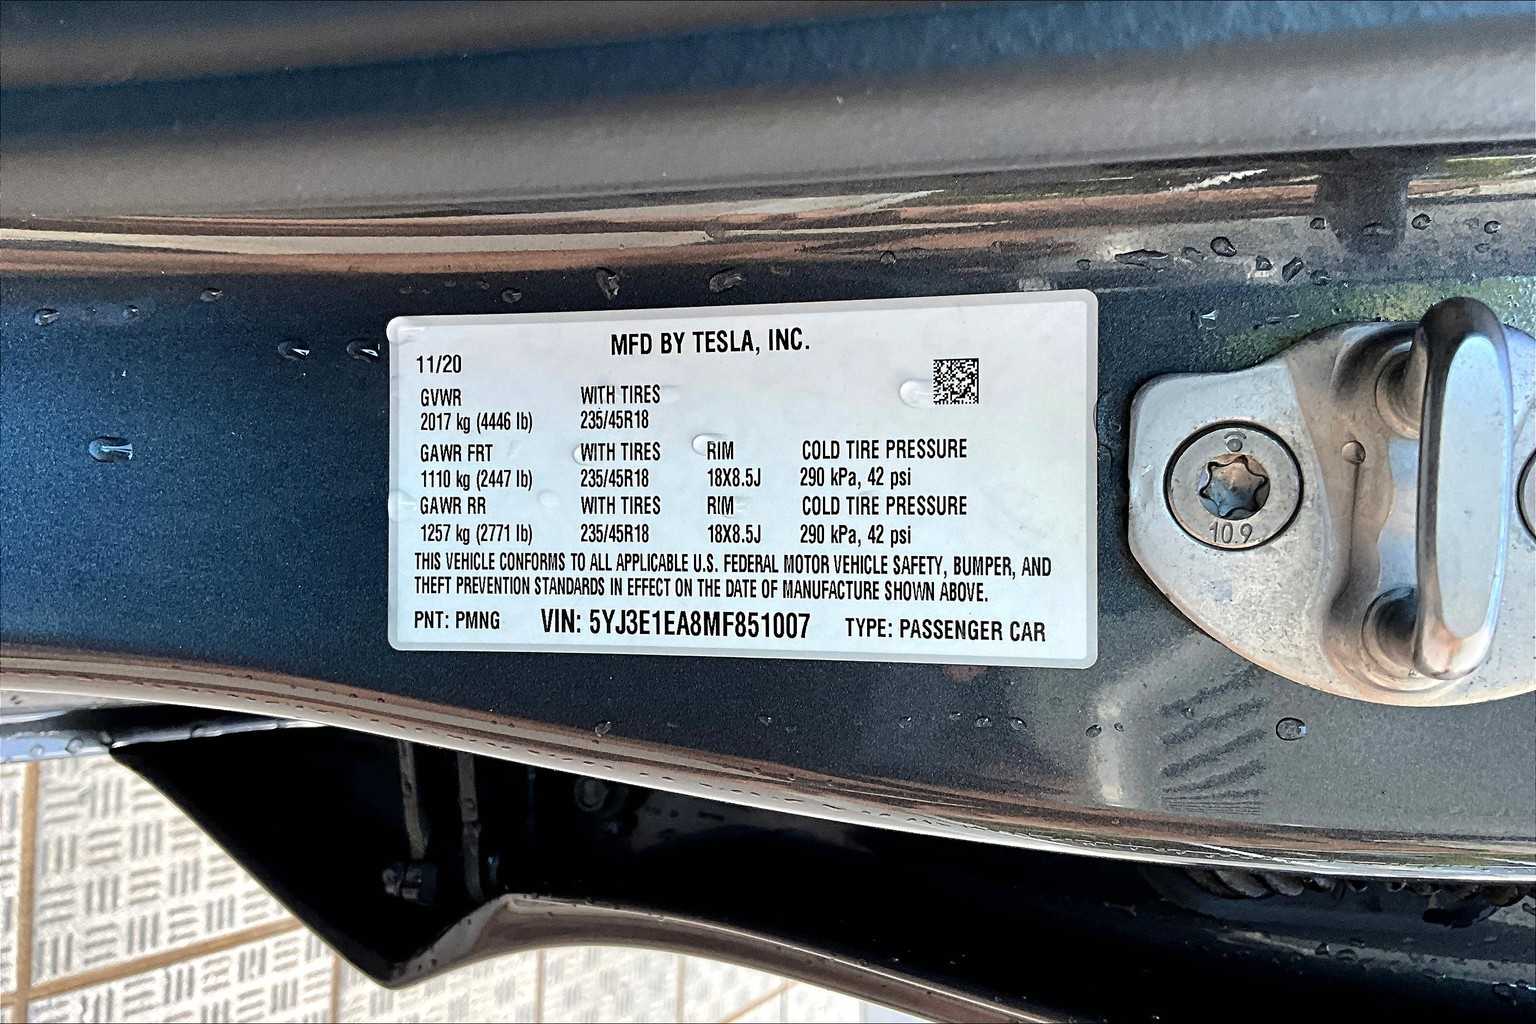 MFD BY TESLA, INC.
11/20
GVWR WITH TIRES
2017 kg (4446 lb) 235/45R18
GAWR FRT WITH TIRES RIM COLD TIRE PRESSURE
1110 kg (2447 lb) 235/45R18 18X8.5J 290 kPa, 42 psi
GAWR RR WITH TIRES RIM COLD TIRE PRESSURE
1257 kg (2771 lb) 235/45R18 18X8.5J 290 kPa, 42 psi
THIS VEHICLE CONFORMS TO ALL APPLICABLE U.S. FEDERAL MOTOR VEHICLE SAFETY, BUMPER, AND
THEFT PREVENTION STANDARDS IN EFFECT ON THE DATE OF MANUFACTURE SHOWN ABOVE.
PNT: PMNG VIN: 5YJ3E1EA8MF851007 TYPE: PASSENGER CAR
10.9